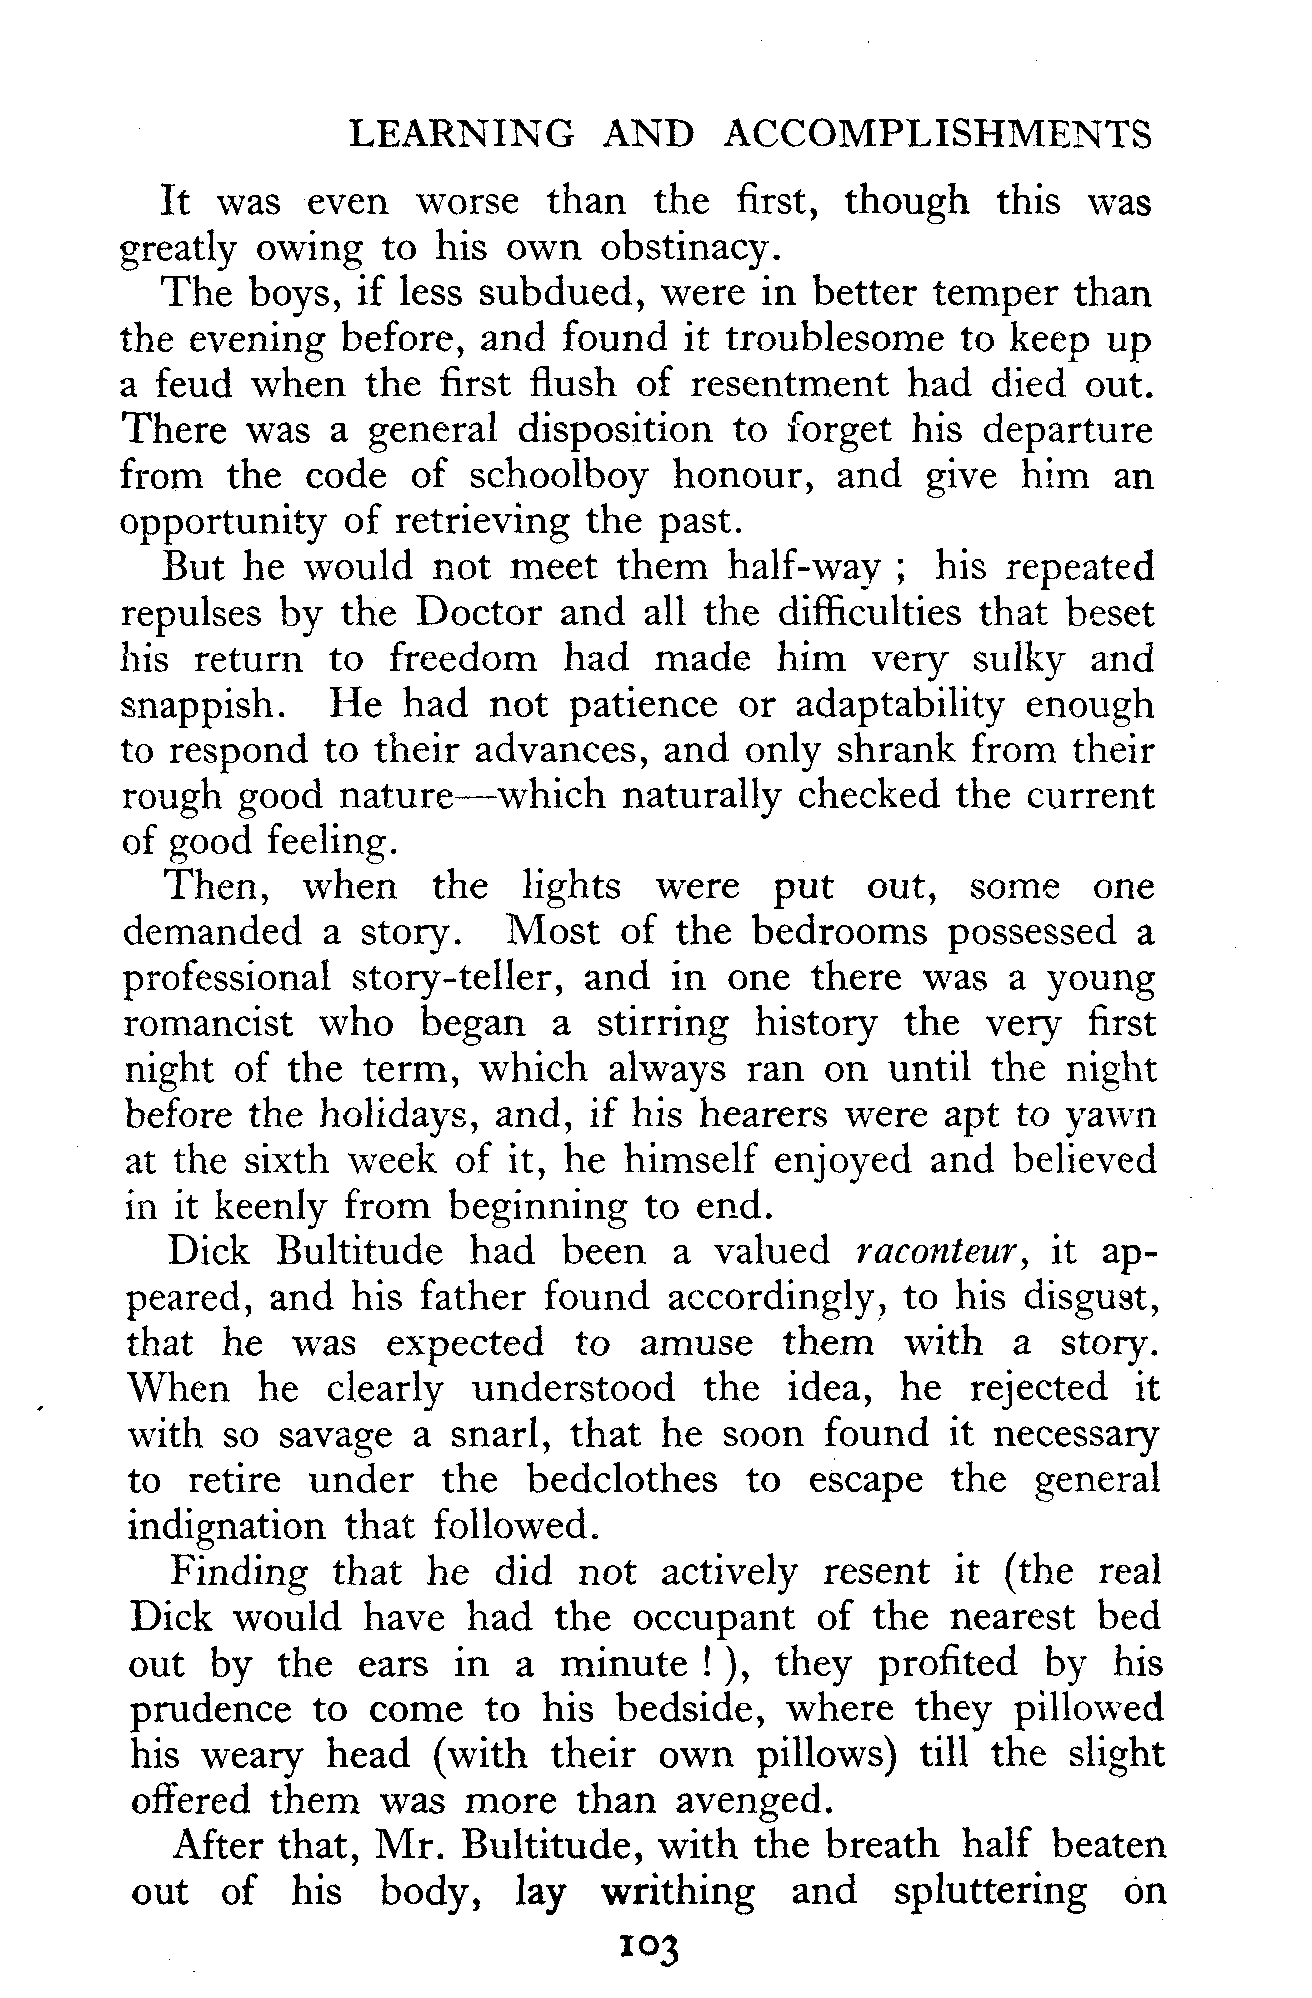 LEARNING AND ACCOMPLISHMENTS
It was even worse than the first, though this was
greatly owing to his own obstinacy.
The boys, if less subdued, were in better temper than
the evening before, and found it troublesome to keep up
a feud when the first flush of resentment had died out.
There was a general disposition to forget his departure
from the code of schoolboy honour, and give him an
opportunity of retrieving the past.
But he would not meet them half-way ; his repeated
repulses by the Doctor and all the difficulties that beset
his return to freedom had made him very sulky and
snappish. He had not patience or adaptability enough
to respond to their advances, and only shrank from their
rough good nature—which naturally checked the current
of good feeling.
Then, when the lights were put out, some one
demanded a story. Most of the bedrooms possessed a
professional story-teller, and in one there was a young
romancist who began a stirring history the very first
night of the term, which always ran on until the night
before the holidays, and, if his hearers were apt to yawn
at the sixth week of it, he himself enjoyed and believed
in it keenly from beginning to end.
Dick Bultitude had been a valued raconteur, it ap-
peared, and his father found accordingly, to his disgust,
that he was expected to amuse them with a story.
When he clearly understood the idea, he rejected it
with so savage a snarl, that he soon found it necessary
to retire under the bedclothes to escape the general
indignation that followed.
Finding that he did not actively resent it (the real
Dick would have had the occupant of the nearest bed
out by the ears in a minute ! ), they profited by his
prudence to come to his bedside, where they pillowed
his weary head (with their own pillows) till the slight
offered them was more than avenged.
After that, Mr. Bultitude, with the breath half beaten
out of his body, lay writhing and spluttering on
103